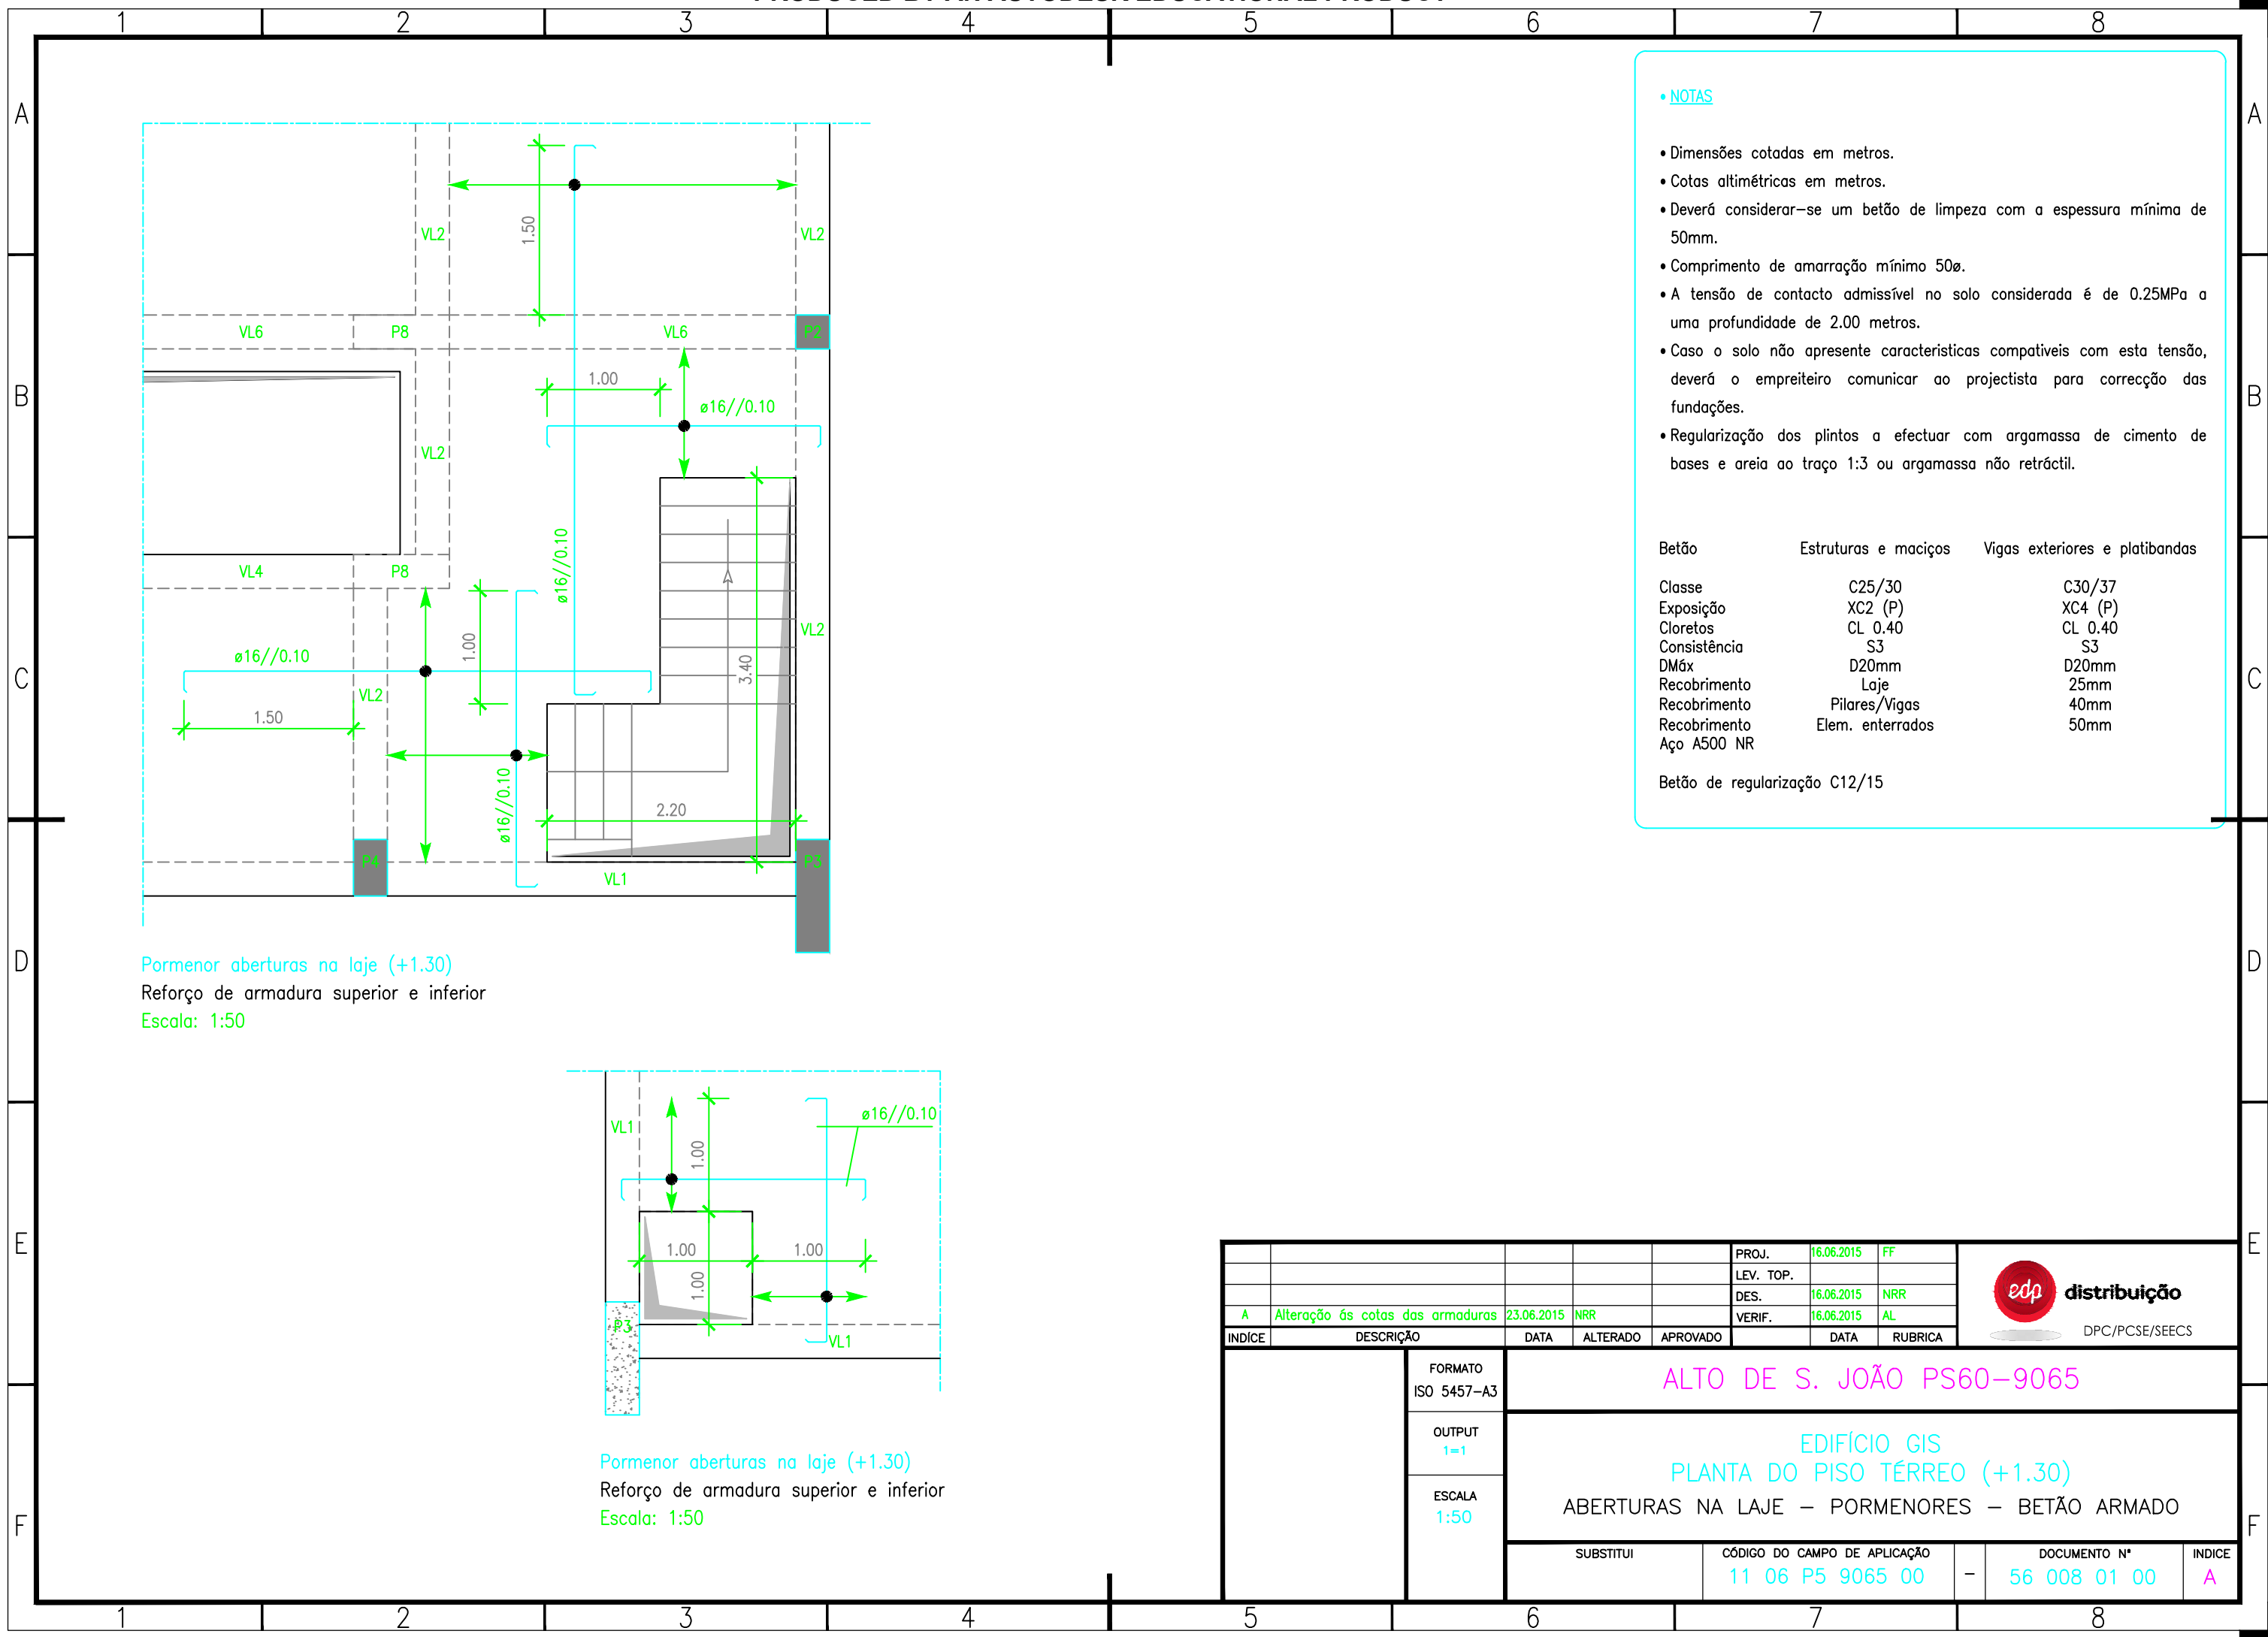 1 2 3 4 5 6 7 8
A
B
C
D
E
F
A
B
C
D
E
F
1.50
VL2
VL2
VL6
P8
VL6
P2
1.00
ø16//0.10
VL2
ø16//0.10
VL4
P8
1.00
VL2
ø16//0.10
3.40
VL2
1.50
ø16//0.10
2.20
P4
P3
VL1
Pormenor aberturas na laje (+1.30)
Reforço de armadura superior e inferior
Escala: 1:50
ø16//0.10
VL1
1.00
1.00
1.00
1.00
P3
VL1
Pormenor aberturas na laje (+1.30)
Reforço de armadura superior e inferior
Escala: 1:50
• NOTAS
• Dimensões cotadas em metros.
• Cotas altimétricas em metros.
• Deverá considerar-se um betão de limpeza com a espessura mínima de
50mm.
• Comprimento de amarração mínimo 50ø.
• A tensão de contacto admissível no solo considerada é de 0.25MPa a
uma profundidade de 2.00 metros.
• Caso o solo não apresente caracteristicas compativeis com esta tensão,
deverá o empreiteiro comunicar ao projectista para correcção das
fundações.
• Regularização dos plintos a efectuar com argamassa de cimento de
bases e areia ao traço 1:3 ou argamassa não retráctil.
Betão Estruturas e maciços Vigas exteriores e platibandas
Classe C25/30 C30/37
Exposição XC2 (P) XC4 (P)
Cloretos CL 0.40 CL 0.40
Consistência S3 S3
DMáx D20mm D20mm
Recobrimento Laje 25mm
Recobrimento Pilares/Vigas 40mm
Recobrimento Elem. enterrados 50mm
Aço A500 NR
Betão de regularização C12/15
PROJ. 16.06.2015 FF
LEV. TOP.
DES. 16.06.2015 NRR
A Alteração ás cotas das armaduras 23.06.2015 NRR VERIF. 16.06.2015 AL
INDÍCE DESCRIÇÃO DATA ALTERADO APROVADO DATA RUBRICA
edp distribuição
DPC/PCSE/SEECS
FORMATO
ISO 5457-A3
OUTPUT
1=1
ESCALA
1:50
ALTO DE S. JOÃO PS60-9065
EDIFÍCIO GIS
PLANTA DO PISO TÉRREO (+1.30)
ABERTURAS NA LAJE - PORMENORES - BETÃO ARMADO
SUBSTITUI CÓDIGO DO CAMPO DE APLICAÇÃO DOCUMENTO Nº INDICE
11 06 P5 9065 00 - 56 008 01 00 A
1 2 3 4 5 6 7 8